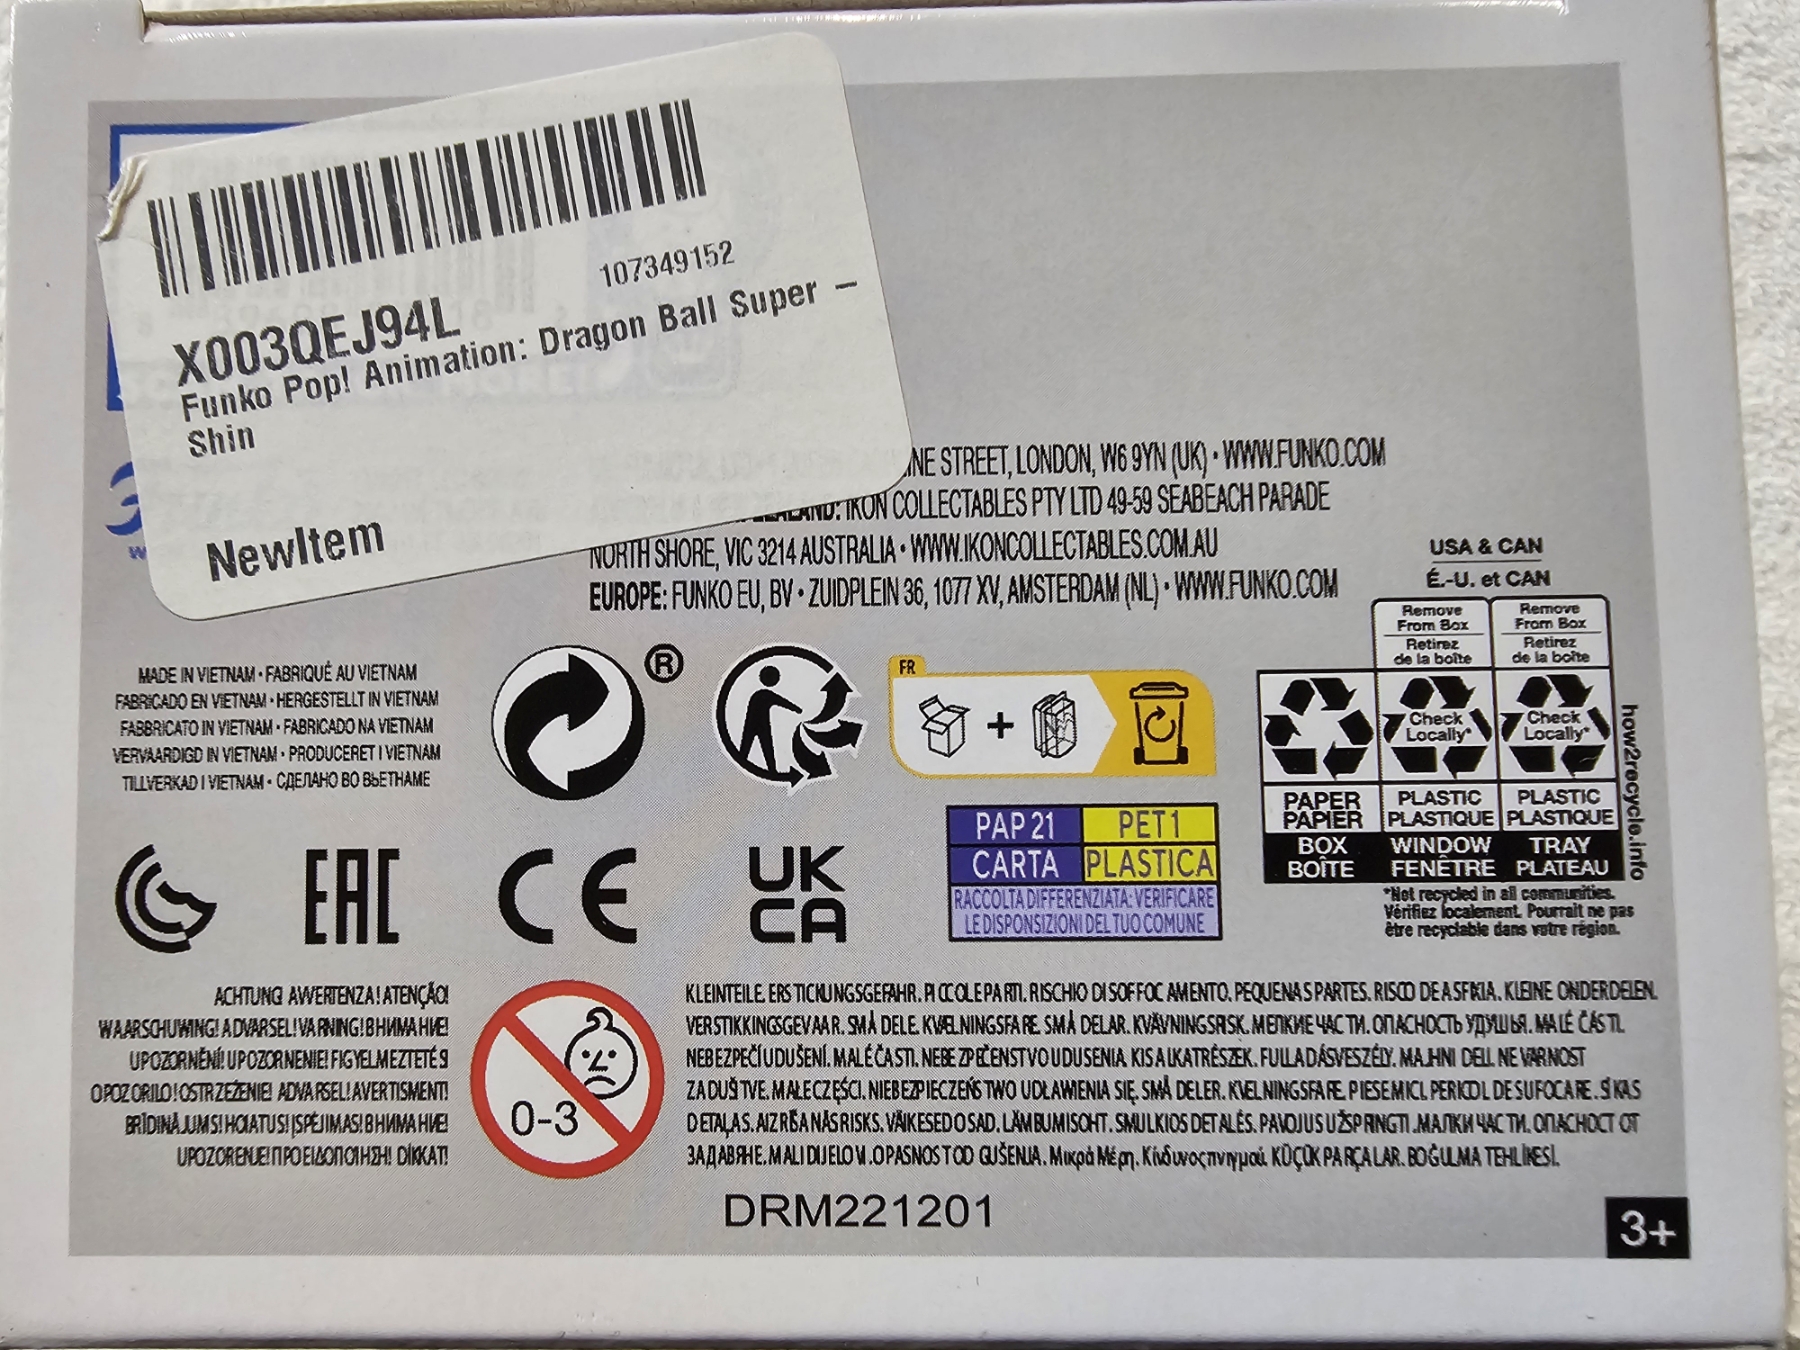 107349152
X003QEJ94L
Funko Pop! Animation: Dragon Ball Super –
Shin
NewItem
STREET, LONDON, W6 9YN (UK) • WWW.FUNKO.COM
IKON COLLECTABLES PTY LTD 49-59 SEABEACH PARADE
NORTH SHORE, VIC 3214 AUSTRALIA • WWW.IKONCOLLECTABLES.COM.AU
EUROPE: FUNKO EU, BV • ZUIDPLEIN 36, 1077 XV, AMSTERDAM (NL) • WWW.FUNKO.COM
USA & CAN
É.-U. et CAN
Remove
From Box
Retirez
de la boîte
Remove
From Box
Retirez
de la boîte
Check
Locally*
Check
Locally*
PAPER
PAPIER
PLASTIC
PLASTIQUE
PLASTIC
PLASTIQUE
BOX
BOÎTE
WINDOW
FENÊTRE
TRAY
PLATEAU
how2recycle.info
*Not recycled in all communities.
Vérifiez localement. Pourrait ne pas
être recyclable dans votre région.
MADE IN VIETNAM • FABRIQUÉ AU VIETNAM
FABRICADO EN VIETNAM • HERGESTELLT IN VIETNAM
FABBRICATO IN VIETNAM • FABRICADO NA VIETNAM
VERVAARDIGD IN VIETNAM • PRODUCERET I VIETNAM
TILLVERKAD I VIETNAM • СДЕЛАНО ВО ВЬЕТНАМЕ
®
FR
+
PAP 21
PET 1
CARTA
PLASTICA
RACCOLTA DIFFERENZIATA: VERIFICARE
LE DISPOSIZIONI DEL TUO COMUNE
EAC
CE
UK
CA
ACHTUNG! AVVERTENZA! ATENÇÃO!
WAARSCHUWING! ADVARSEL! VARNING! ВНИМАНИЕ!
UPOZORNĚNÍ! UPOZORNENIE! FIGYELMEZTETÉS!
OPOZORILO! OSTRZEŻENIE! ADVARSEL! AVERTISMENT!
BRĪDINĀJUMS! HOIATUS! ĮSPĖJIMAS! ВНИМАНИЕ!
UPOZORENJE! ΠΡΟΕΙΔΟΠΟΙΗΣΗ! DİKKAT!
0-3
KLEINTEILE. ERSTICKUNGSGEFAHR. PICCOLE PARTI. RISCHIO DI SOFFOCAMENTO. PEQUENAS PARTES. RISCO DE ASFIXIA. KLEINE ONDERDELEN.
VERSTIKKINGSGEVAAR. SMÅ DELE. KVÆLNINGSFARE. SMÅ DELAR. KVÄVNINGSRISK. МЕЛКИЕ ЧАСТИ. ОПАСНОСТЬ УДУШЬЯ. MALÉ ČÁSTI.
NEBEZPEČÍ UDUŠENÍ. MALÉ ČASTI. NEBEZPEČENSTVO UDUSENIA. KIS ALKATRÉSZEK. FULLADÁSVESZÉLY. MAJHNI DELI. NEVARNOST
ZADUŠTVE. MAŁE CZĘŚCI. NIEBEZPIECZEŃSTWO UDŁAWIENIA SIĘ. SMÅ DELER. KVELNINGSFARE. PIESE MICI. PERICOL DE SUFOCARE. SĪKAS
DETAĻAS. AIZRĪŠANĀS RISKS. VÄIKESED OSAD. LÄMBUMISOHT. SMULKIOS DETALĖS. PAVOJUS UŽSPRINGTI. МАЛКИ ЧАСТИ. ОПАСНОСТ ОТ
ЗАДАВЯНЕ. MALI DIJELOVI. OPASNOST OD GUŠENJA. Μικρά Μέρη. Κίνδυνος πνιγμού. KÜÇÜK PARÇALAR. BOĞULMA TEHLİKESİ.
DRM221201
3+